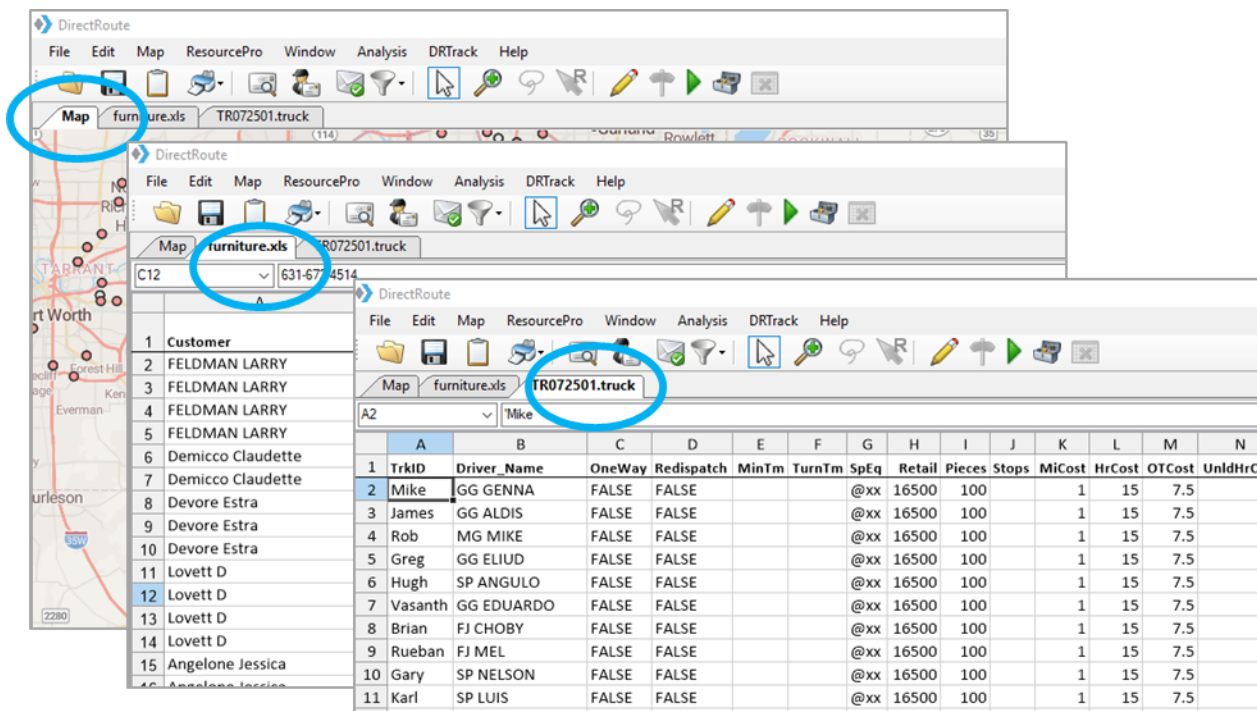 DirectRoute
File Edit Map ResourcePro Window Analysis DRTrack Help
Map furniture.xls TR072501.truck
114 Rowlett 35
TARRANT
rt Worth
Forest Hill
Everman
urleson
35W
2280
DirectRoute
File Edit Map ResourcePro Window Analysis DRTrack Help
Map furniture.xls TR072501.truck
C12
A
1 Customer
2 FELDMAN LARRY
3 FELDMAN LARRY
4 FELDMAN LARRY
5 FELDMAN LARRY
6 Demicco Claudette
7 Demicco Claudette
8 Devore Estra
9 Devore Estra
10 Devore Estra
11 Lovett D
12 Lovett D
13 Lovett D
14 Lovett D
15 Angelone Jessica
16 Angelone Jessica
DirectRoute
File Edit Map ResourcePro Window Analysis DRTrack Help
Map furniture.xls TR072501.truck
A2 'Mike
A B C D E F G H I J K L M N
1 TrkID Driver_Name OneWay Redispatch MinTm TurnTm SpEq Retail Pieces Stops MiCost HrCost OTCost UnldHrC
2 Mike GG GENNA FALSE FALSE @xx 16500 100 1 15 7.5
3 James GG ALDIS FALSE FALSE @xx 16500 100 1 15 7.5
4 Rob MG MIKE FALSE FALSE @xx 16500 100 1 15 7.5
5 Greg GG ELIUD FALSE FALSE @xx 16500 100 1 15 7.5
6 Hugh SP ANGULO FALSE FALSE @xx 16500 100 1 15 7.5
7 Vasanth GG EDUARDO FALSE FALSE @xx 16500 100 1 15 7.5
8 Brian FJ CHOBY FALSE FALSE @xx 16500 100 1 15 7.5
9 Rueban FJ MEL FALSE FALSE @xx 16500 100 1 15 7.5
10 Gary SP NELSON FALSE FALSE @xx 16500 100 1 15 7.5
11 Karl SP LUIS FALSE FALSE @xx 16500 100 1 15 7.5